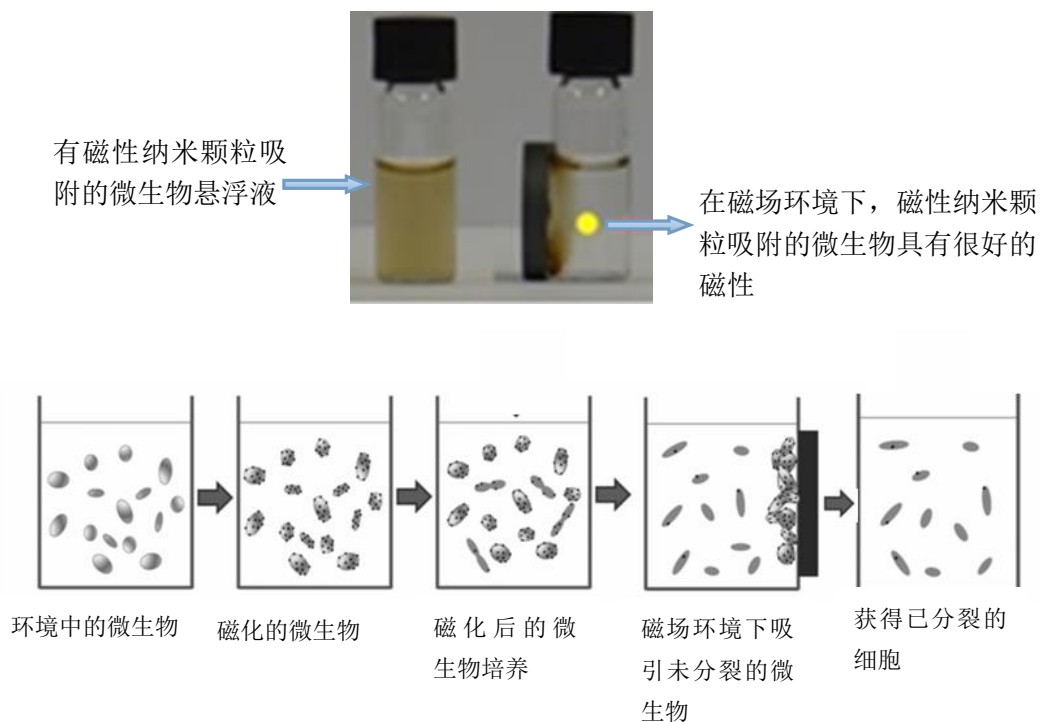 有磁性纳米颗粒吸
附的微生物悬浮液
在磁场环境下，磁性纳米颗
粒吸附的微生物具有很好的
磁性
环境中的微生物
磁化的微生物
磁化后的微
生物培养
磁场环境下吸
引未分裂的微
生物
获得已分裂的
细胞